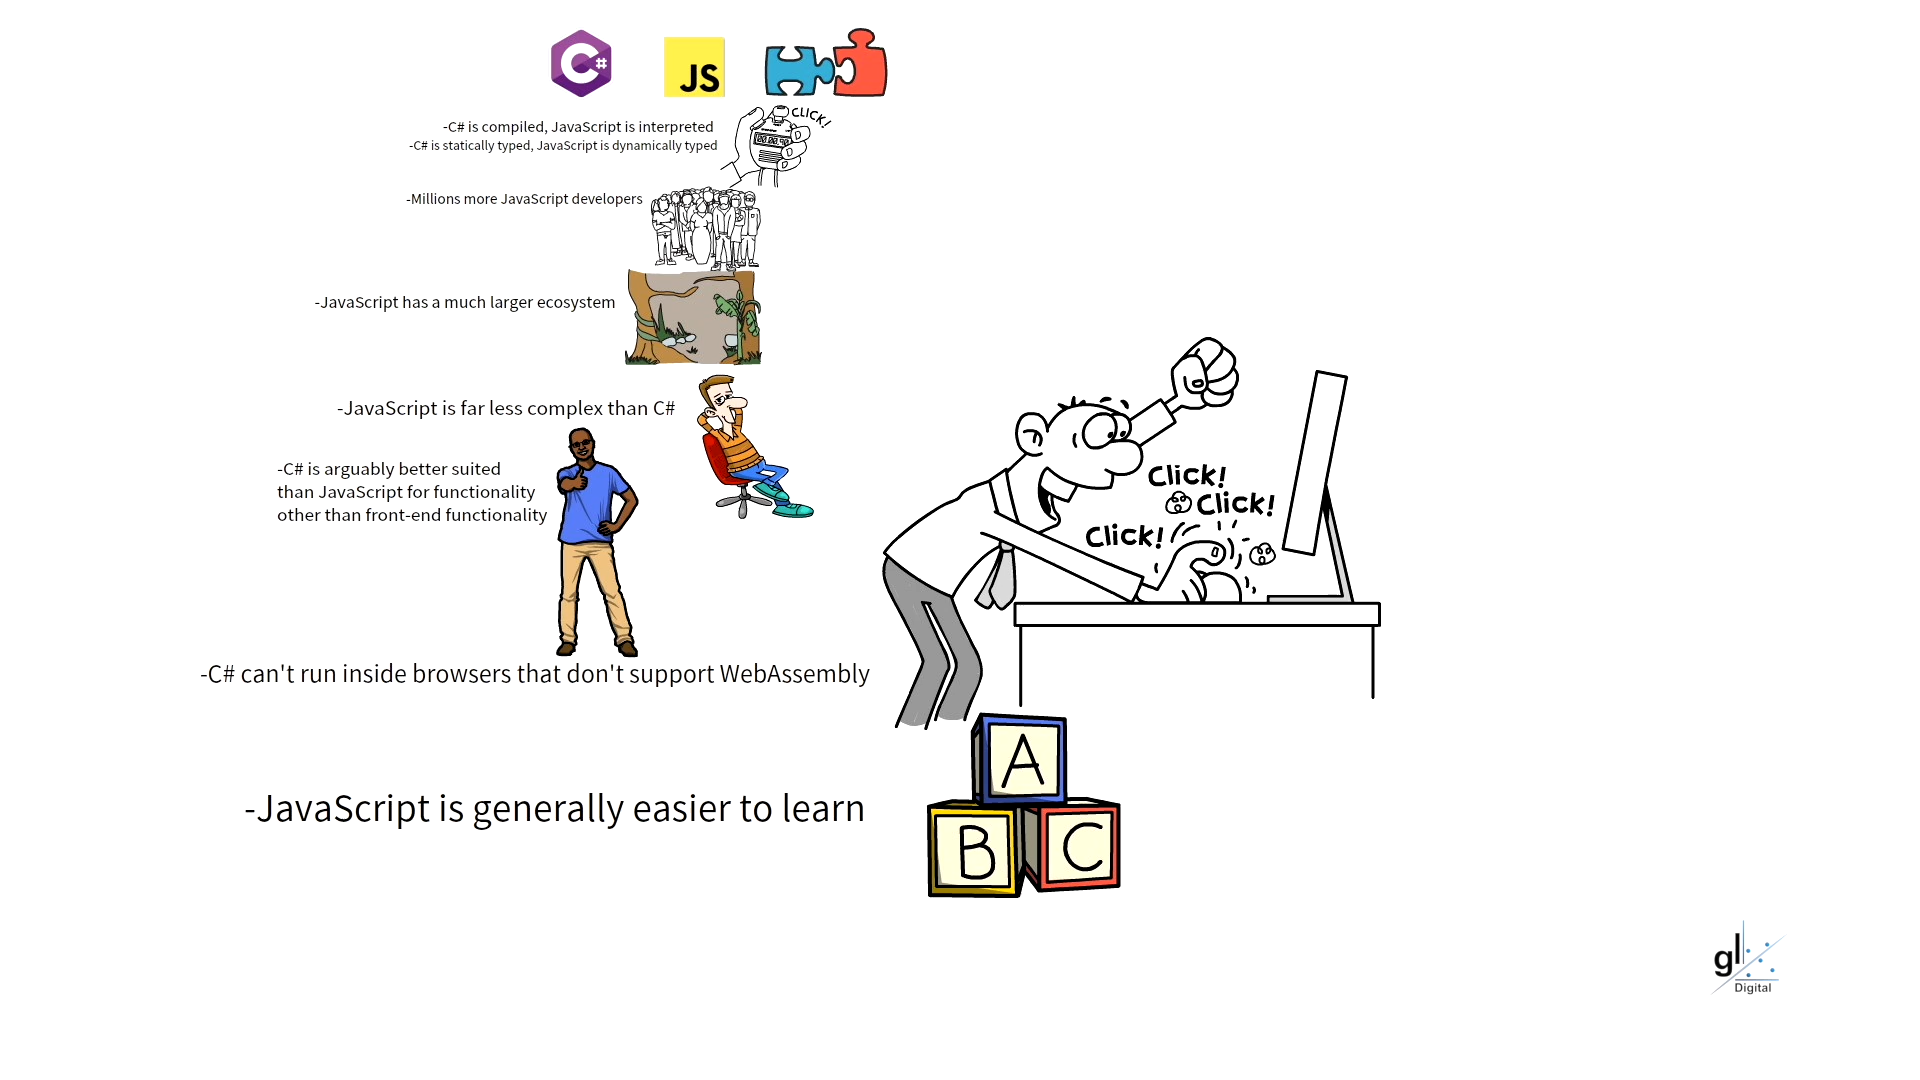 C#
JS
CLICK!
-C# is compiled, JavaScript is interpreted
-C# is statically typed, JavaScript is dynamically typed
-Millions more JavaScript developers
-JavaScript has a much larger ecosystem
-JavaScript is far less complex than C#
-C# is arguably better suited
than JavaScript for functionality
other than front-end functionality
Click!
Click!
Click!
-C# can't run inside browsers that don't support WebAssembly
A
-JavaScript is generally easier to learn
B C
gl
Digital